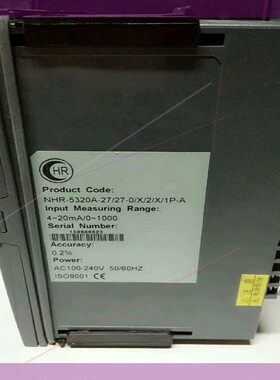 HR
Product Code:
NHR-5320A-27/27-0/X/2/X/1P-A
Input Measuring Range:
4~20mA/0~1000
Serial Number:
Accuracy:
0.2%
Power:
AC100-240V 50/60HZ
ISO9001 CE